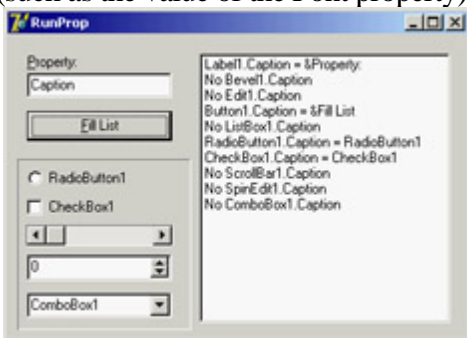 (such as the value of the Font property)
RunProp
Property:
Caption
Fill List
RadioButton1
CheckBox1
0
ComboBox1
Label1.Caption = &Property:
No Bevel1.Caption
No Edit1.Caption
Button1.Caption = &Fill List
No ListBox1.Caption
RadioButton1.Caption = RadioButton1
CheckBox1.Caption = CheckBox1
No ScrollBar1.Caption
No SpinEdit1.Caption
No ComboBox1.Caption